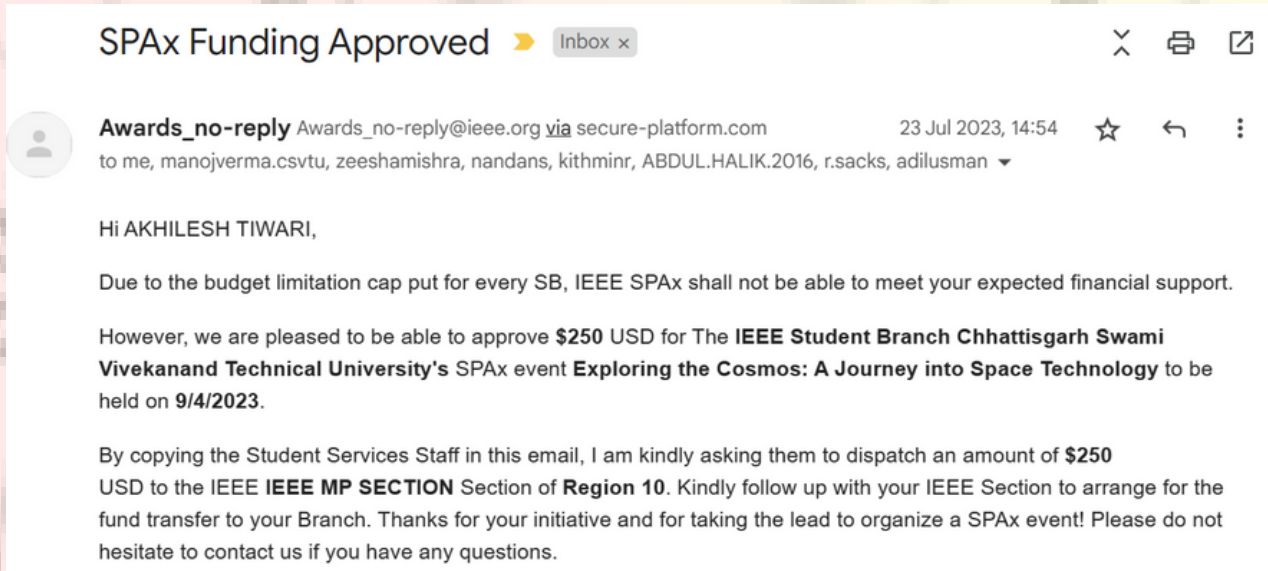 SPAx Funding Approved Inbox ×
Awards_no-reply Awards_no-reply@ieee.org via secure-platform.com 23 Jul 2023, 14:54
to me, manojverma.csvtu, zeeshamishra, nandans, kithminr, ABDUL.HALIK.2016, r.sacks, adilusman
Hi AKHILESH TIWARI,
Due to the budget limitation cap put for every SB, IEEE SPAx shall not be able to meet your expected financial support.
However, we are pleased to be able to approve $250 USD for The IEEE Student Branch Chhattisgarh Swami
Vivekanand Technical University's SPAx event Exploring the Cosmos: A Journey into Space Technology to be
held on 9/4/2023.
By copying the Student Services Staff in this email, I am kindly asking them to dispatch an amount of $250
USD to the IEEE IEEE MP SECTION Section of Region 10. Kindly follow up with your IEEE Section to arrange for the
fund transfer to your Branch. Thanks for your initiative and for taking the lead to organize a SPAx event! Please do not
hesitate to contact us if you have any questions.